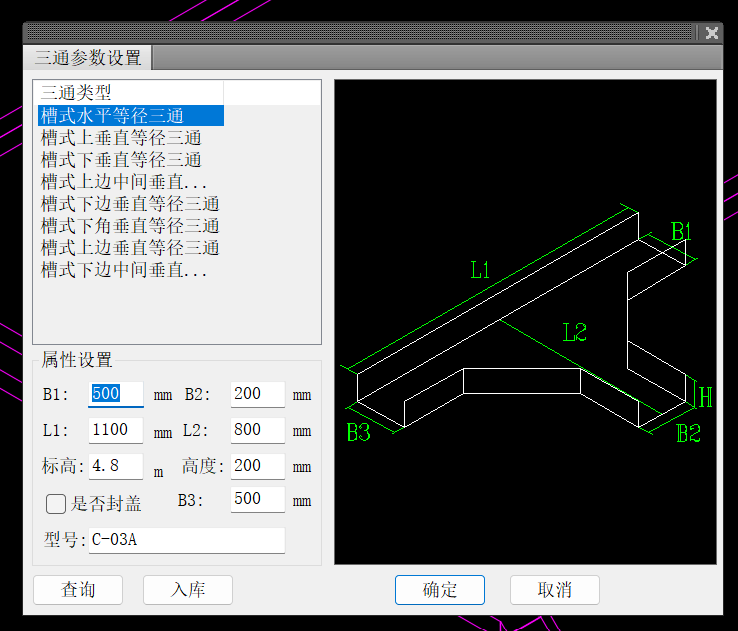 三通参数设置
三通类型
槽式水平等径三通
槽式上垂直等径三通
槽式下垂直等径三通
槽式上边中间垂直...
槽式下边垂直等径三通
槽式下角垂直等径三通
槽式上边垂直等径三通
槽式下边中间垂直...
B1
L1
L2
H
B3
B2
属性设置
B1: 500 mm B2: 200 mm
L1: 1100 mm L2: 800 mm
标高: 4.8 m 高度: 200 mm
是否封盖 B3: 500 mm
型号: C-03A
查询 入库 确定 取消